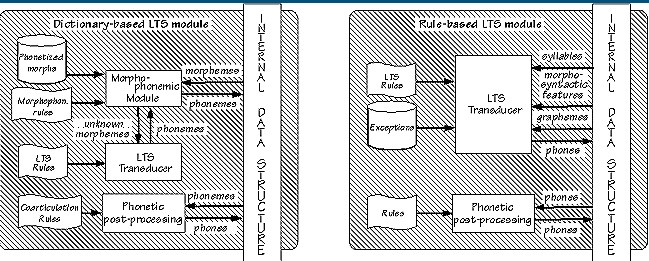 Dictionary-based LTS module
Phonetized
morphs
Morphophon.
rules
Morpho-
phonemic
Module
morphemes
phonemes
unknown
morphemes
phonemes
LTS
Rules
LTS
Transducer
Coarticulation
Rules
Phonetic
post-processing
phonemes
phones
INTERNAL DATA STRUCTURE
Rule-based LTS module
LTS
Rules
Exceptions
LTS
Transducer
syllables
morpho-
syntactic
features
graphemes
phones
Rules
Phonetic
post-processing
phones
phones
INTERNAL DATA STRUCTURE